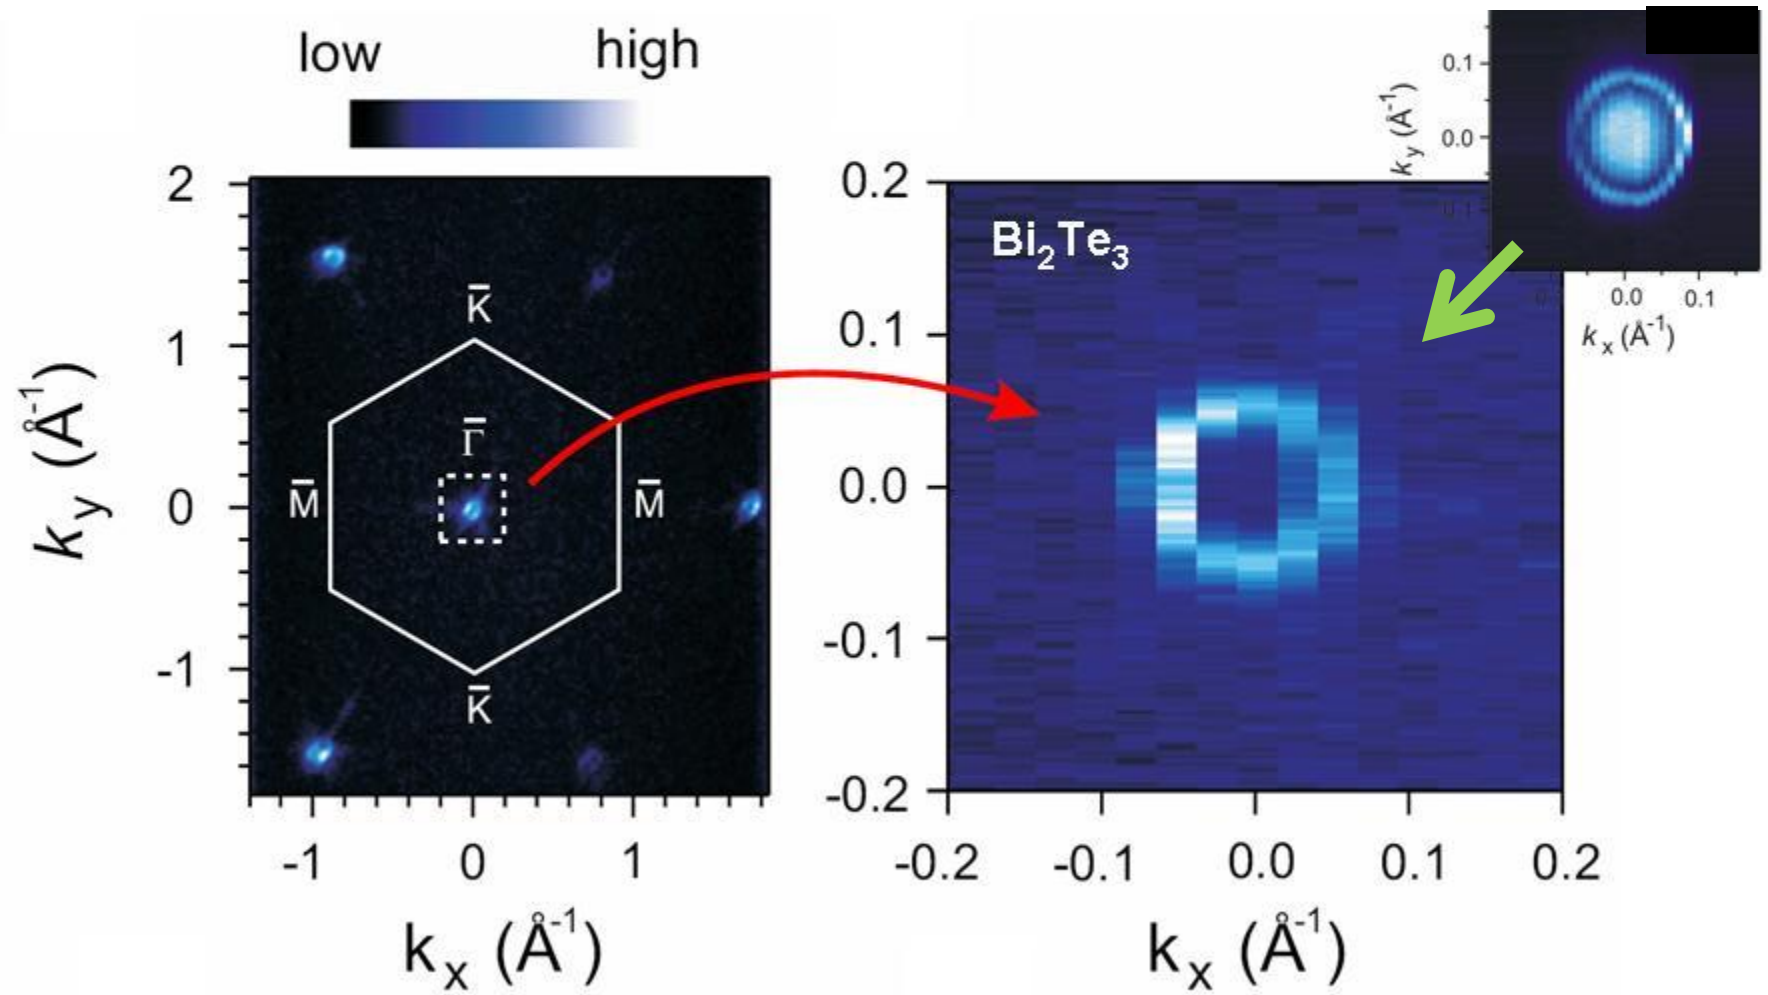 low high
2
1
0
-1
k_y (Å⁻¹)
K̄
Γ̄
M̄ M̄
K̄
-1 0 1
k_x (Å⁻¹)
Bi₂Te₃
0.2
0.1
0.0
-0.1
-0.2
-0.2 -0.1 0.0 0.1 0.2
k_x (Å⁻¹)
0.1
0.0
k_y (Å⁻¹)
0.0 0.1
k_x (Å⁻¹)